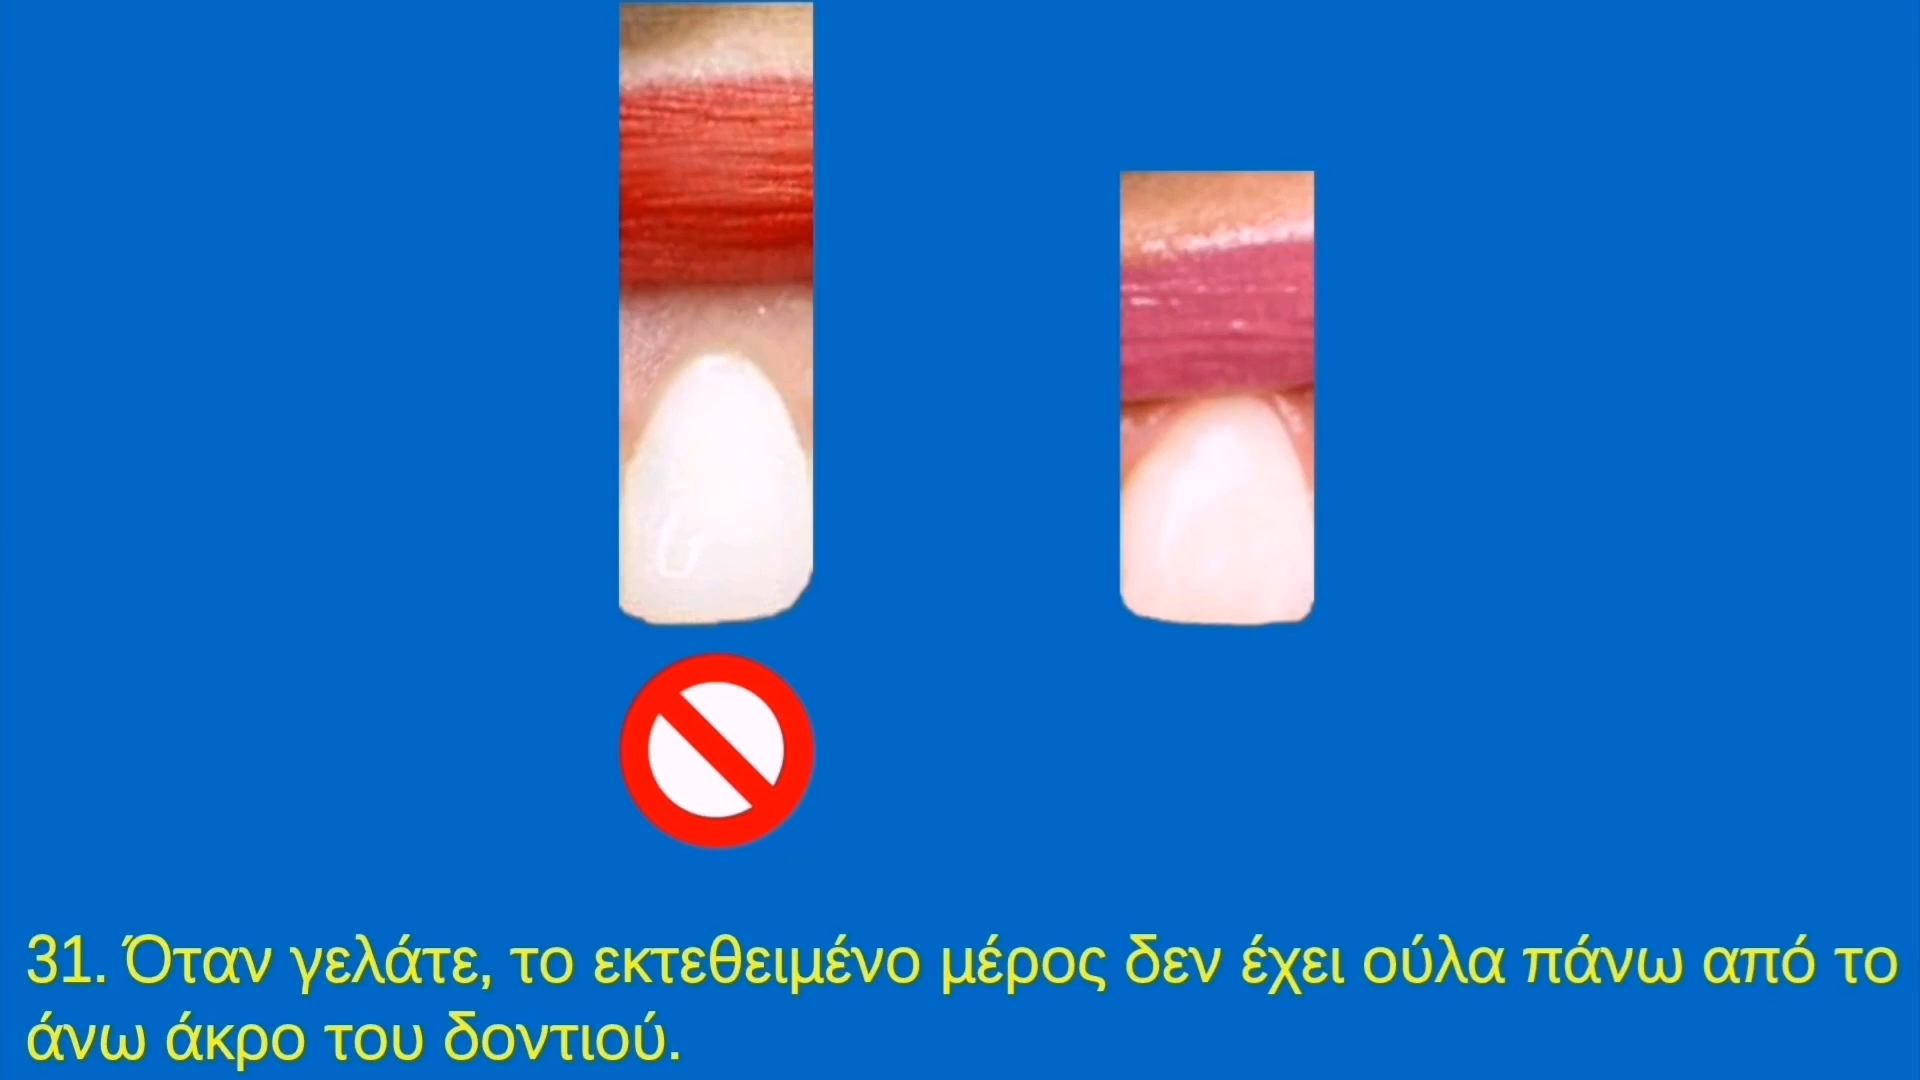 31. Όταν γελάτε, το εκτεθειμένο μέρος δεν έχει ούλα πάνω από το
άνω άκρο του δοντιού.